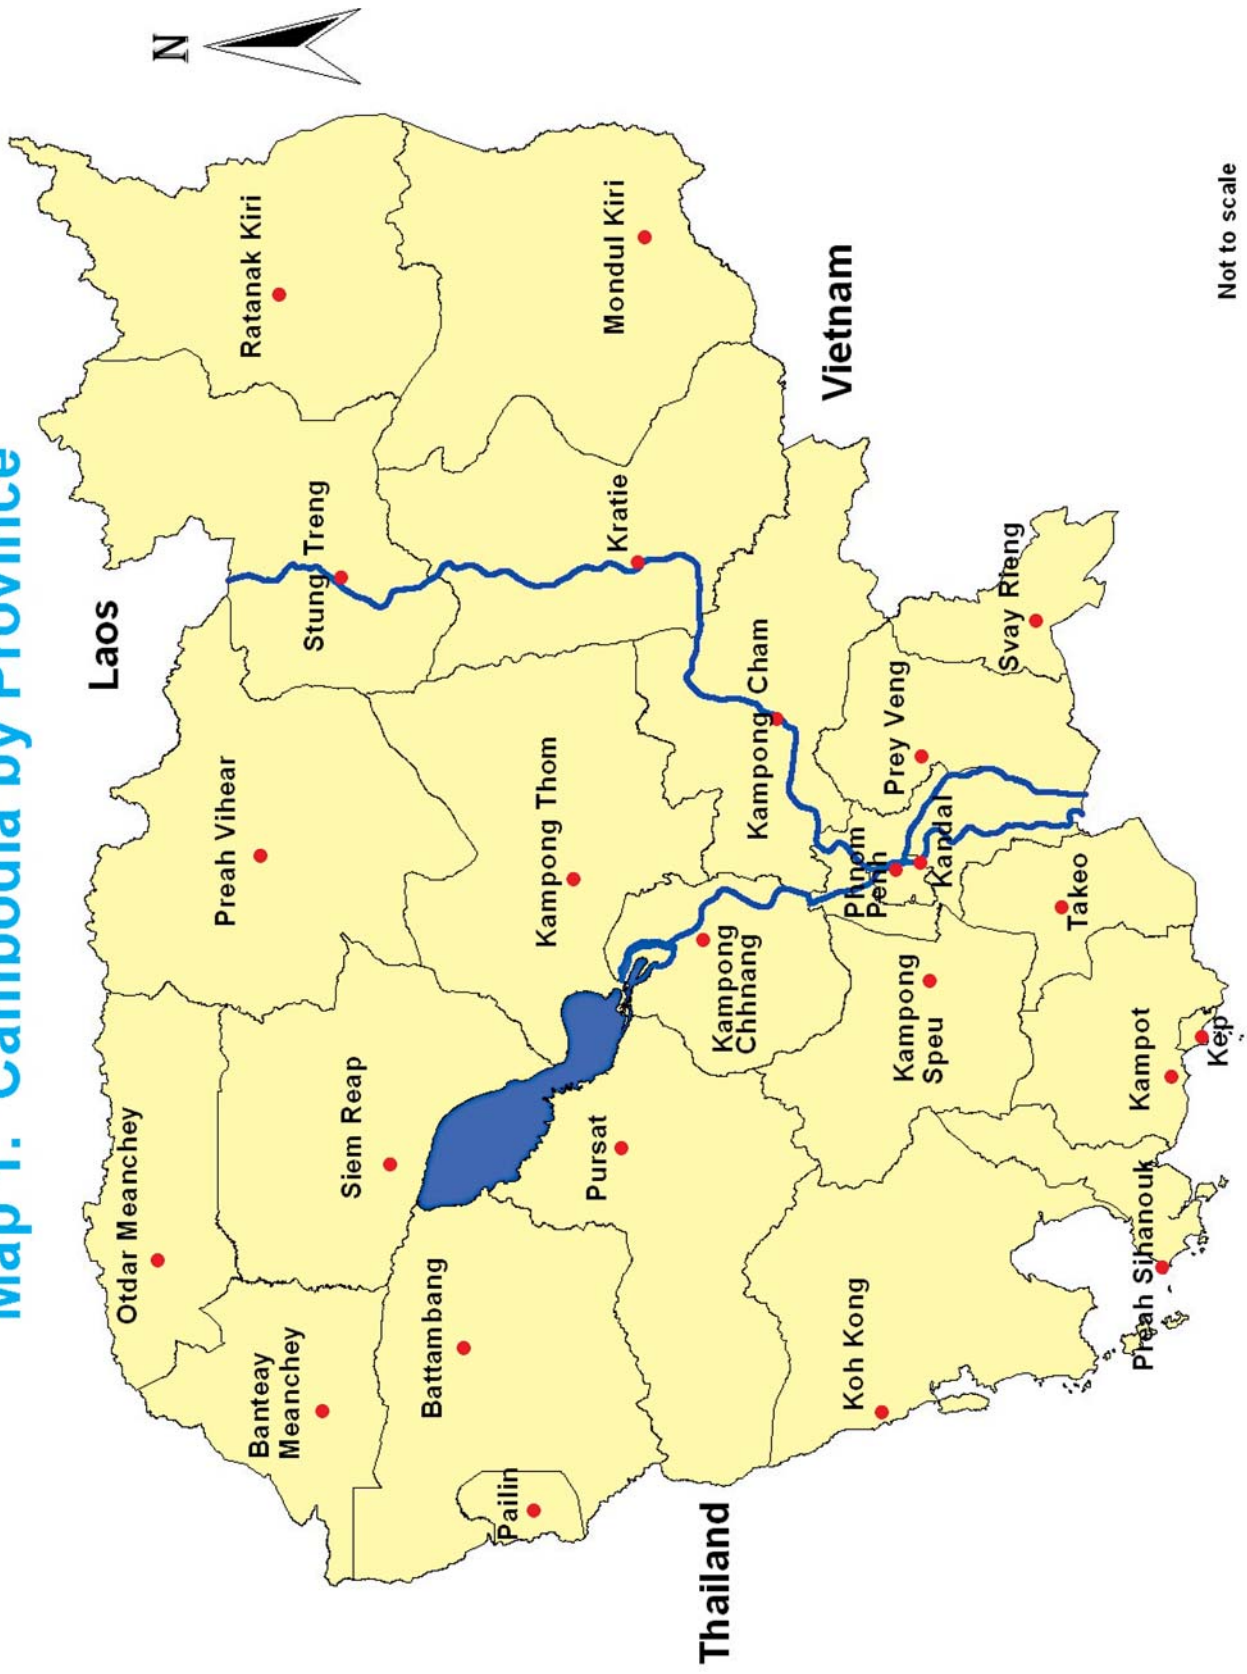 Map 1: Cambodia by Province
N
Laos
Otdar Meanchey
Preah Vihear
Ratanak Kiri
Banteay
Meanchey
Stung Treng
Siem Reap
Battambang
Pailin
Kampong Thom
Pursat
Kratie
Mondul Kiri
Thailand
Kampong
Chhnang
Kampong Cham
Vietnam
Koh Kong
Phnom
Penh
Prey Veng
Kampong
Speu
Kandal
Svay Rieng
Takeo
Preah Sihanouk
Kampot
Kep
Not to scale